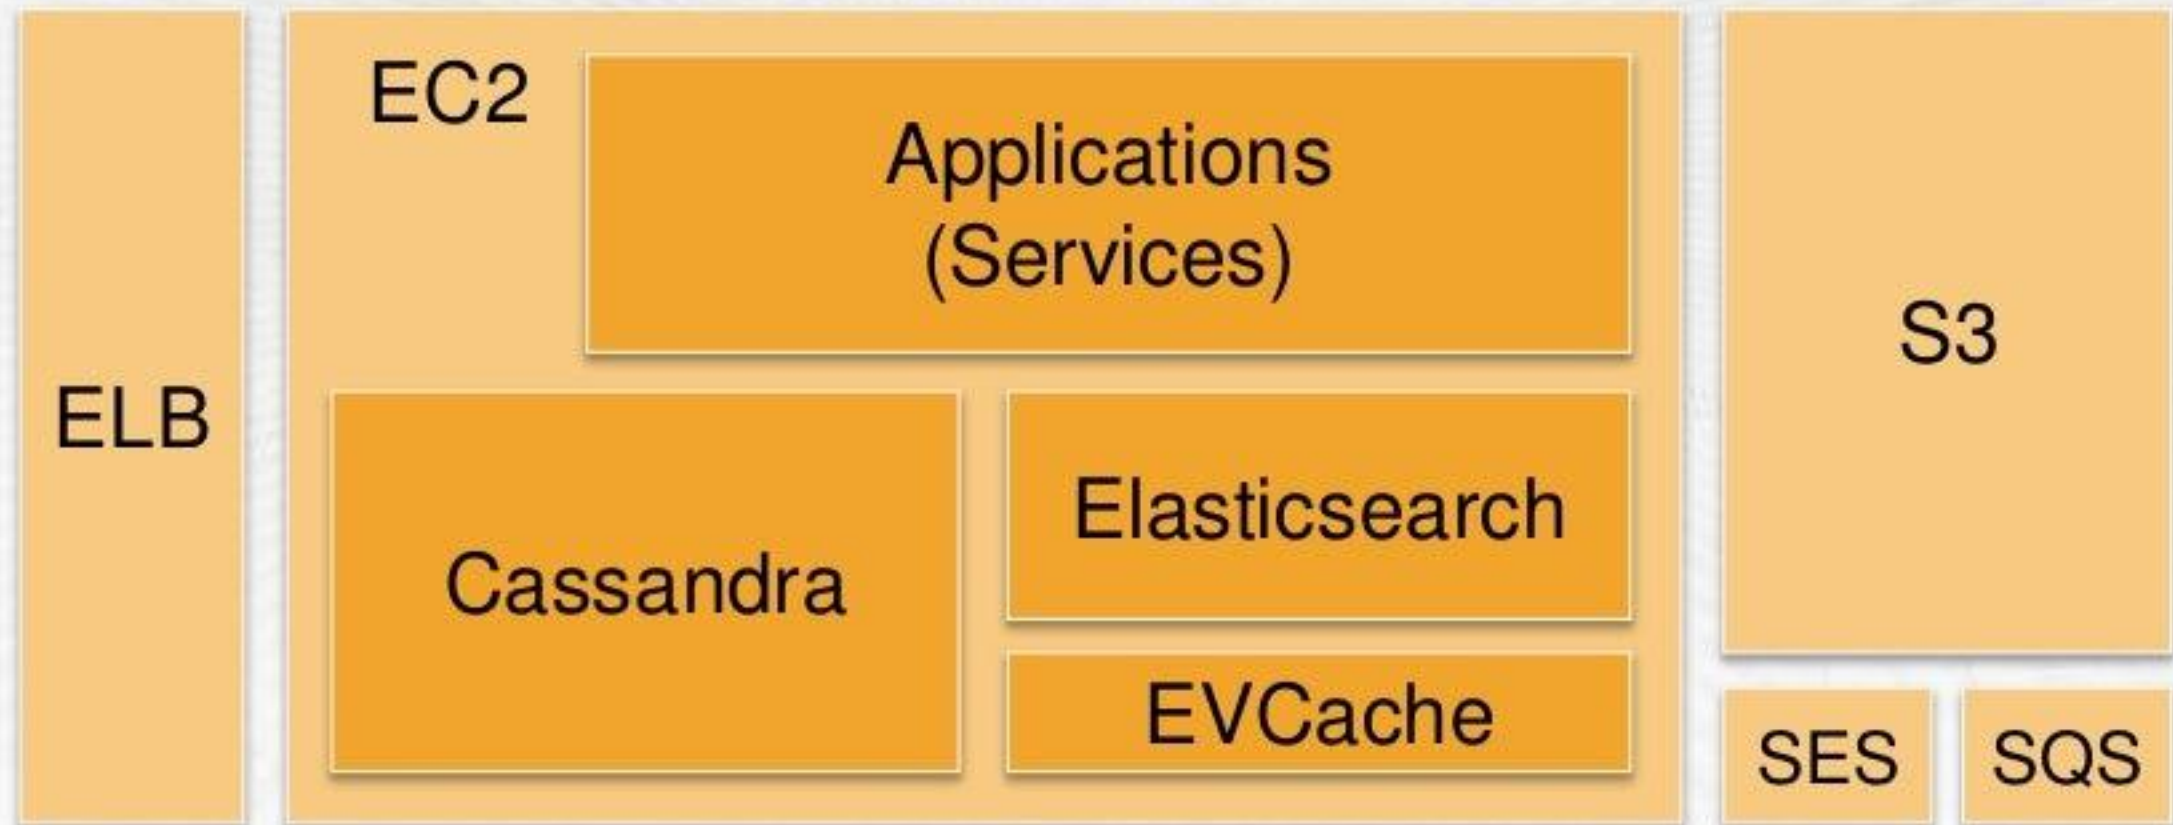 ELB
EC2
Applications
(Services)
Cassandra
Elasticsearch
EVCache
S3
SES
SQS